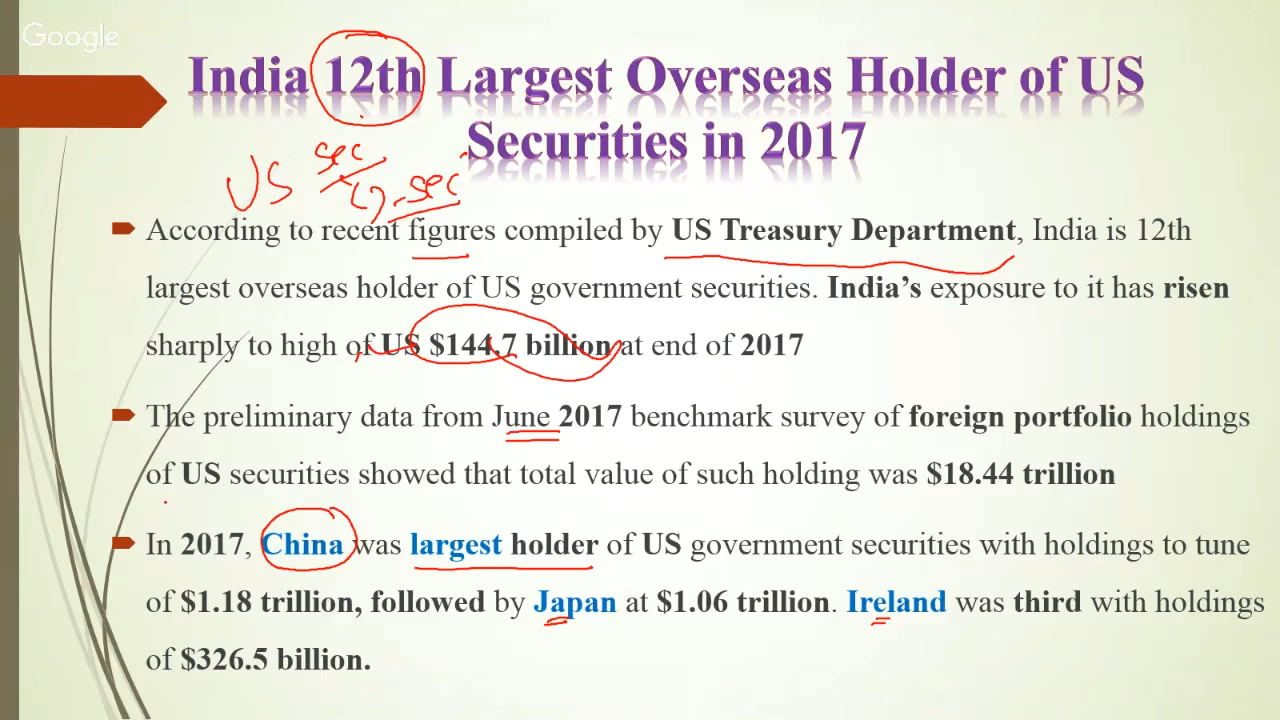 Google
India 12th Largest Overseas Holder of US
Securities in 2017
US sec/
G.sec
According to recent figures compiled by US Treasury Department, India is 12th
largest overseas holder of US government securities. India's exposure to it has risen
sharply to high of US $144.7 billion at end of 2017
The preliminary data from June 2017 benchmark survey of foreign portfolio holdings
of US securities showed that total value of such holding was $18.44 trillion
In 2017, China was largest holder of US government securities with holdings to tune
of $1.18 trillion, followed by Japan at $1.06 trillion. Ireland was third with holdings
of $326.5 billion.